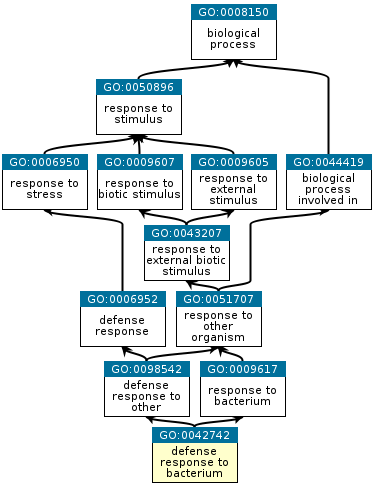 GO:0008150
biological
process
GO:0050896
response to
stimulus
GO:0006950
response to
stress
GO:0009607
response to
biotic stimulus
GO:0009605
response to
external
stimulus
GO:0044419
biological
process
involved in
GO:0043207
response to
external biotic
stimulus
GO:0006952
defense
response
GO:0051707
response to
other
organism
GO:0098542
defense
response to
other
GO:0009617
response to
bacterium
GO:0042742
defense
response to
bacterium